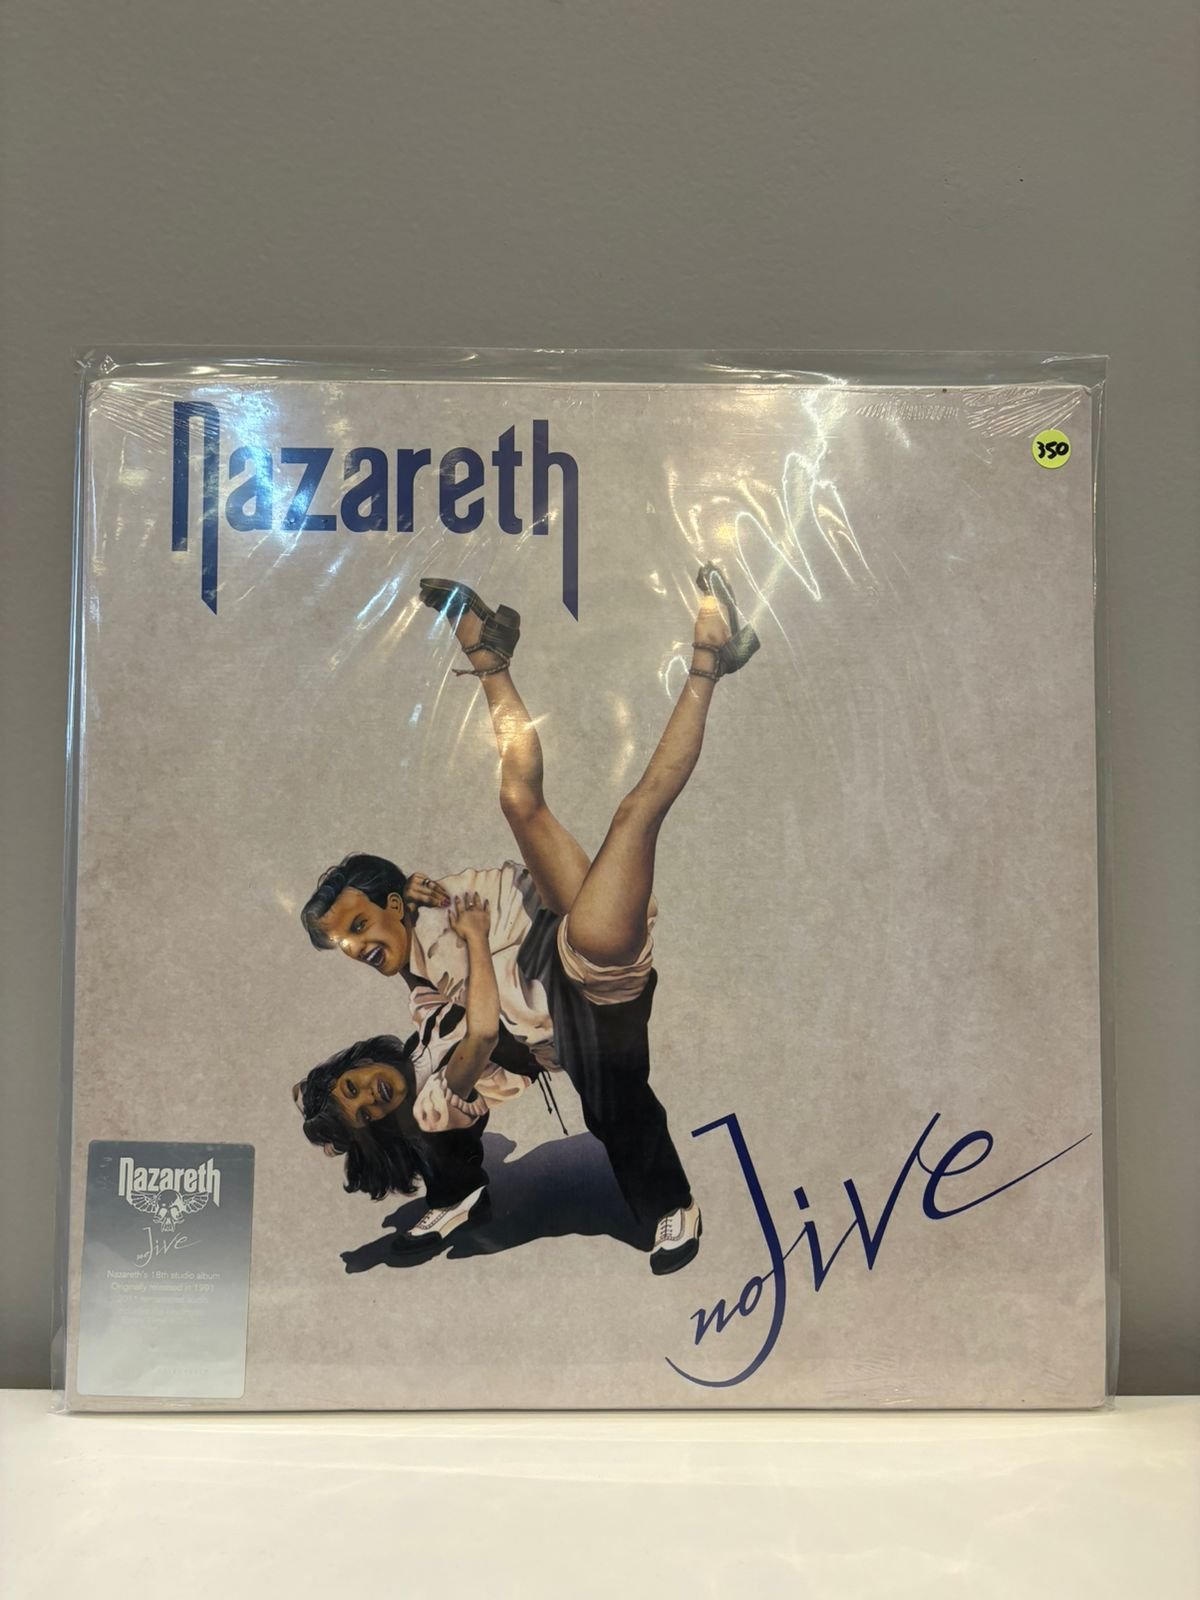 Nazareth
350
no Jive
Nazareth
no Jive
Nazareth's 18th studio album
Originally released in 1991